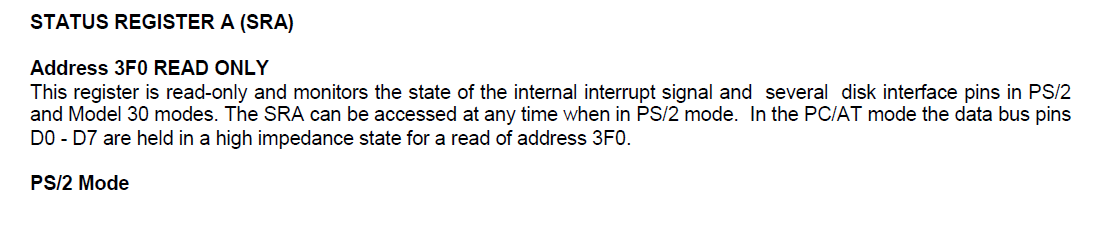 STATUS REGISTER A (SRA)
Address 3F0 READ ONLY
This register is read-only and monitors the state of the internal interrupt signal and several disk interface pins in PS/2
and Model 30 modes. The SRA can be accessed at any time when in PS/2 mode. In the PC/AT mode the data bus pins
D0 - D7 are held in a high impedance state for a read of address 3F0.
PS/2 Mode